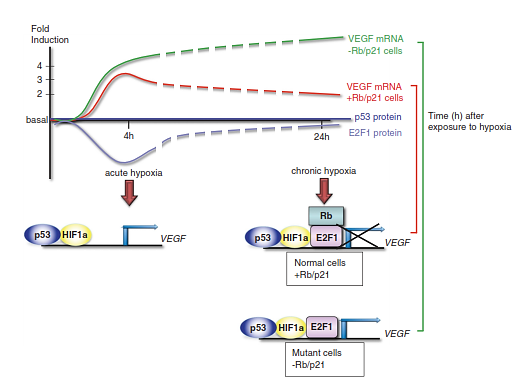 Fold
Induction
VEGF mRNA
-Rb/p21 cells
4
3
2
VEGF mRNA
+Rb/p21 cells
basal
p53 protein
Time (h) after
exposure to hypoxia
E2F1 protein
4h
24h
acute hypoxia
chronic hypoxia
Rb
p53 HIF1a
VEGF
p53 HIF1a E2F1
VEGF
Normal cells
+Rb/p21
p53 HIF1a E2F1
VEGF
Mutant cells
-Rb/p21